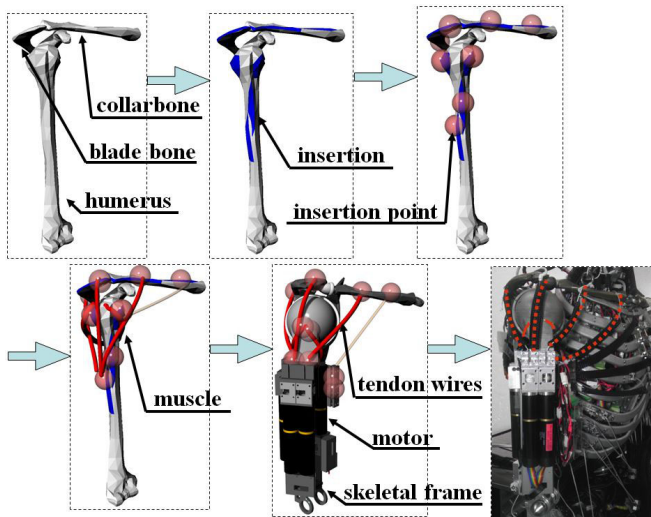 collarbone
blade bone
humerus
insertion
insertion point
muscle
tendon wires
motor
skeletal frame